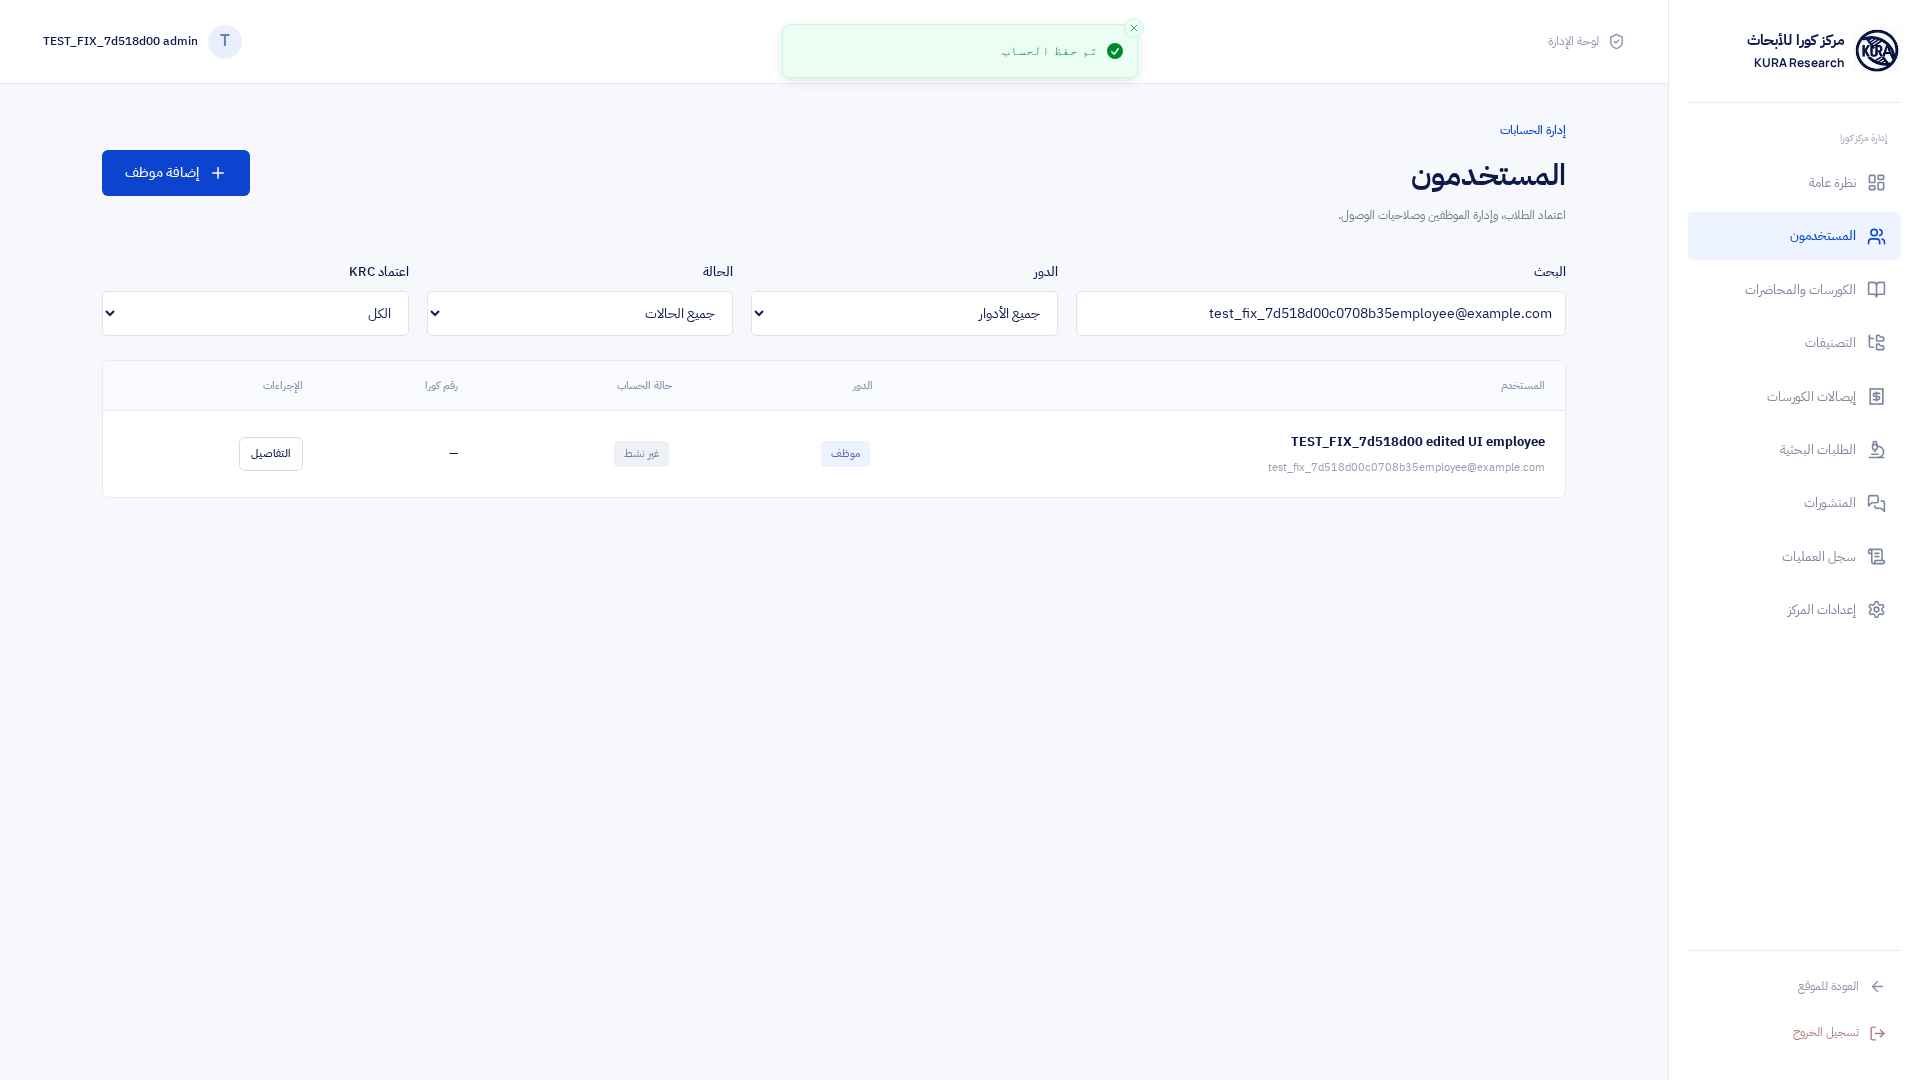 مركز كورا للأبحاث
KURA Research
KURA
إدارة مركز كورا
نظرة عامة
المستخدمون
الكورسات والمحاضرات
التصنيفات
إيصالات الكورسات
الطلبات البحثية
المنشورات
سجل العمليات
إعدادات المركز
العودة للموقع
تسجيل الخروج
لوحة الإدارة
تم حفظ الحساب
T
TEST_FIX_7d518d00 admin
إدارة الحسابات
المستخدمون
اعتماد الطلاب، وإدارة الموظفين وصلاحيات الوصول.
إضافة موظف
البحث
الدور
الحالة
اعتماد KRC
test_fix_7d518d00c0708b35employee@example.com
جميع الأدوار
جميع الحالات
الكل
المستخدم
الدور
حالة الحساب
رقم كورا
الإجراءات
TEST_FIX_7d518d00 edited UI employee
test_fix_7d518d00c0708b35employee@example.com
موظف
غير نشط
—
التفاصيل